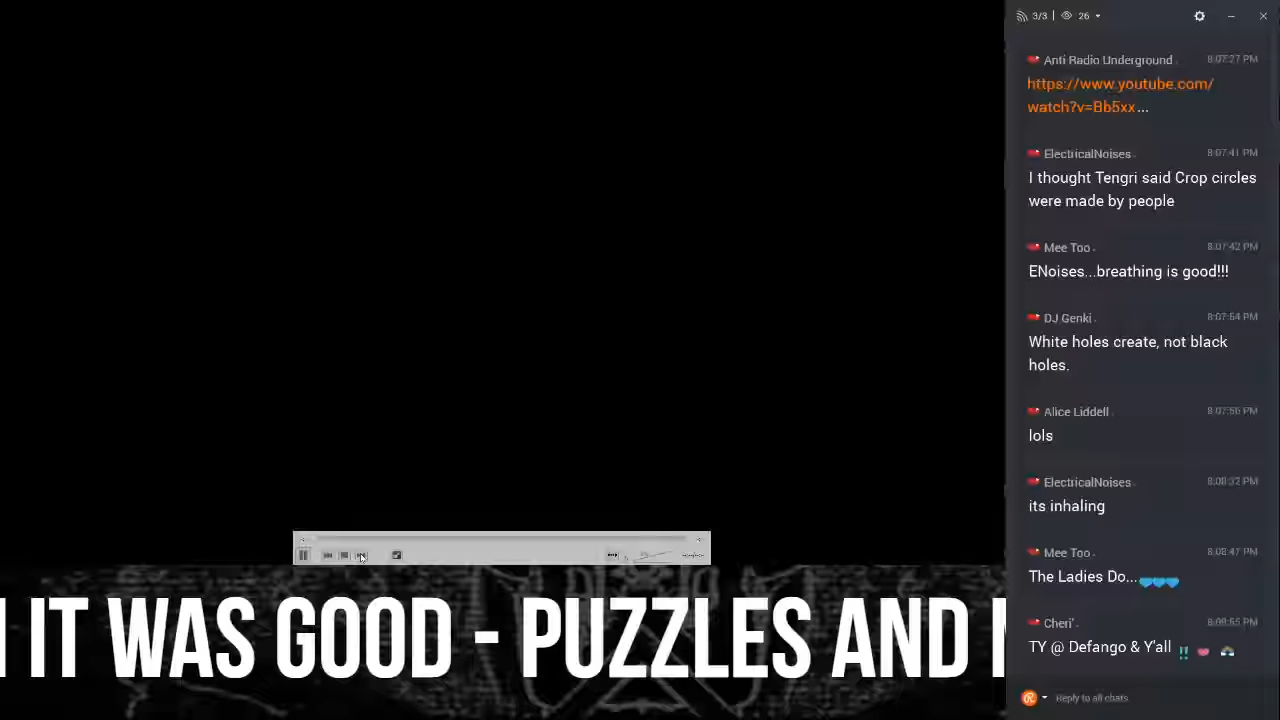 3/3 | 26
Anti Radio Underground
8:07:27 PM
https://www.youtube.com/
watch?v=Bb5xx...
ElectricalNoises
8:07:41 PM
I thought Tengri said Crop circles
were made by people
Mee Too
8:07:42 PM
ENoises...breathing is good!!!
DJ Genki
8:07:54 PM
White holes create, not black
holes.
Alice Liddell
8:07:56 PM
lols
ElectricalNoises
8:08:32 PM
its inhaling
Mee Too
8:08:47 PM
The Ladies Do...
Cheri'
8:08:55 PM
TY @ Defango & Y'all
Reply to all chats
IT WAS GOOD - PUZZLES AND